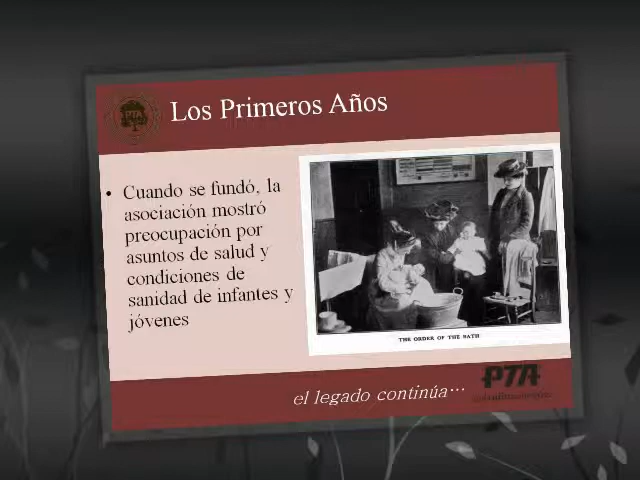 PTA
Los Primeros Años
• Cuando se fundó, la
asociación mostró
preocupación por
asuntos de salud y
condiciones de
sanidad de infantes y
jóvenes
THE ORDER OF THE BATH
el legado continúa...
PTA